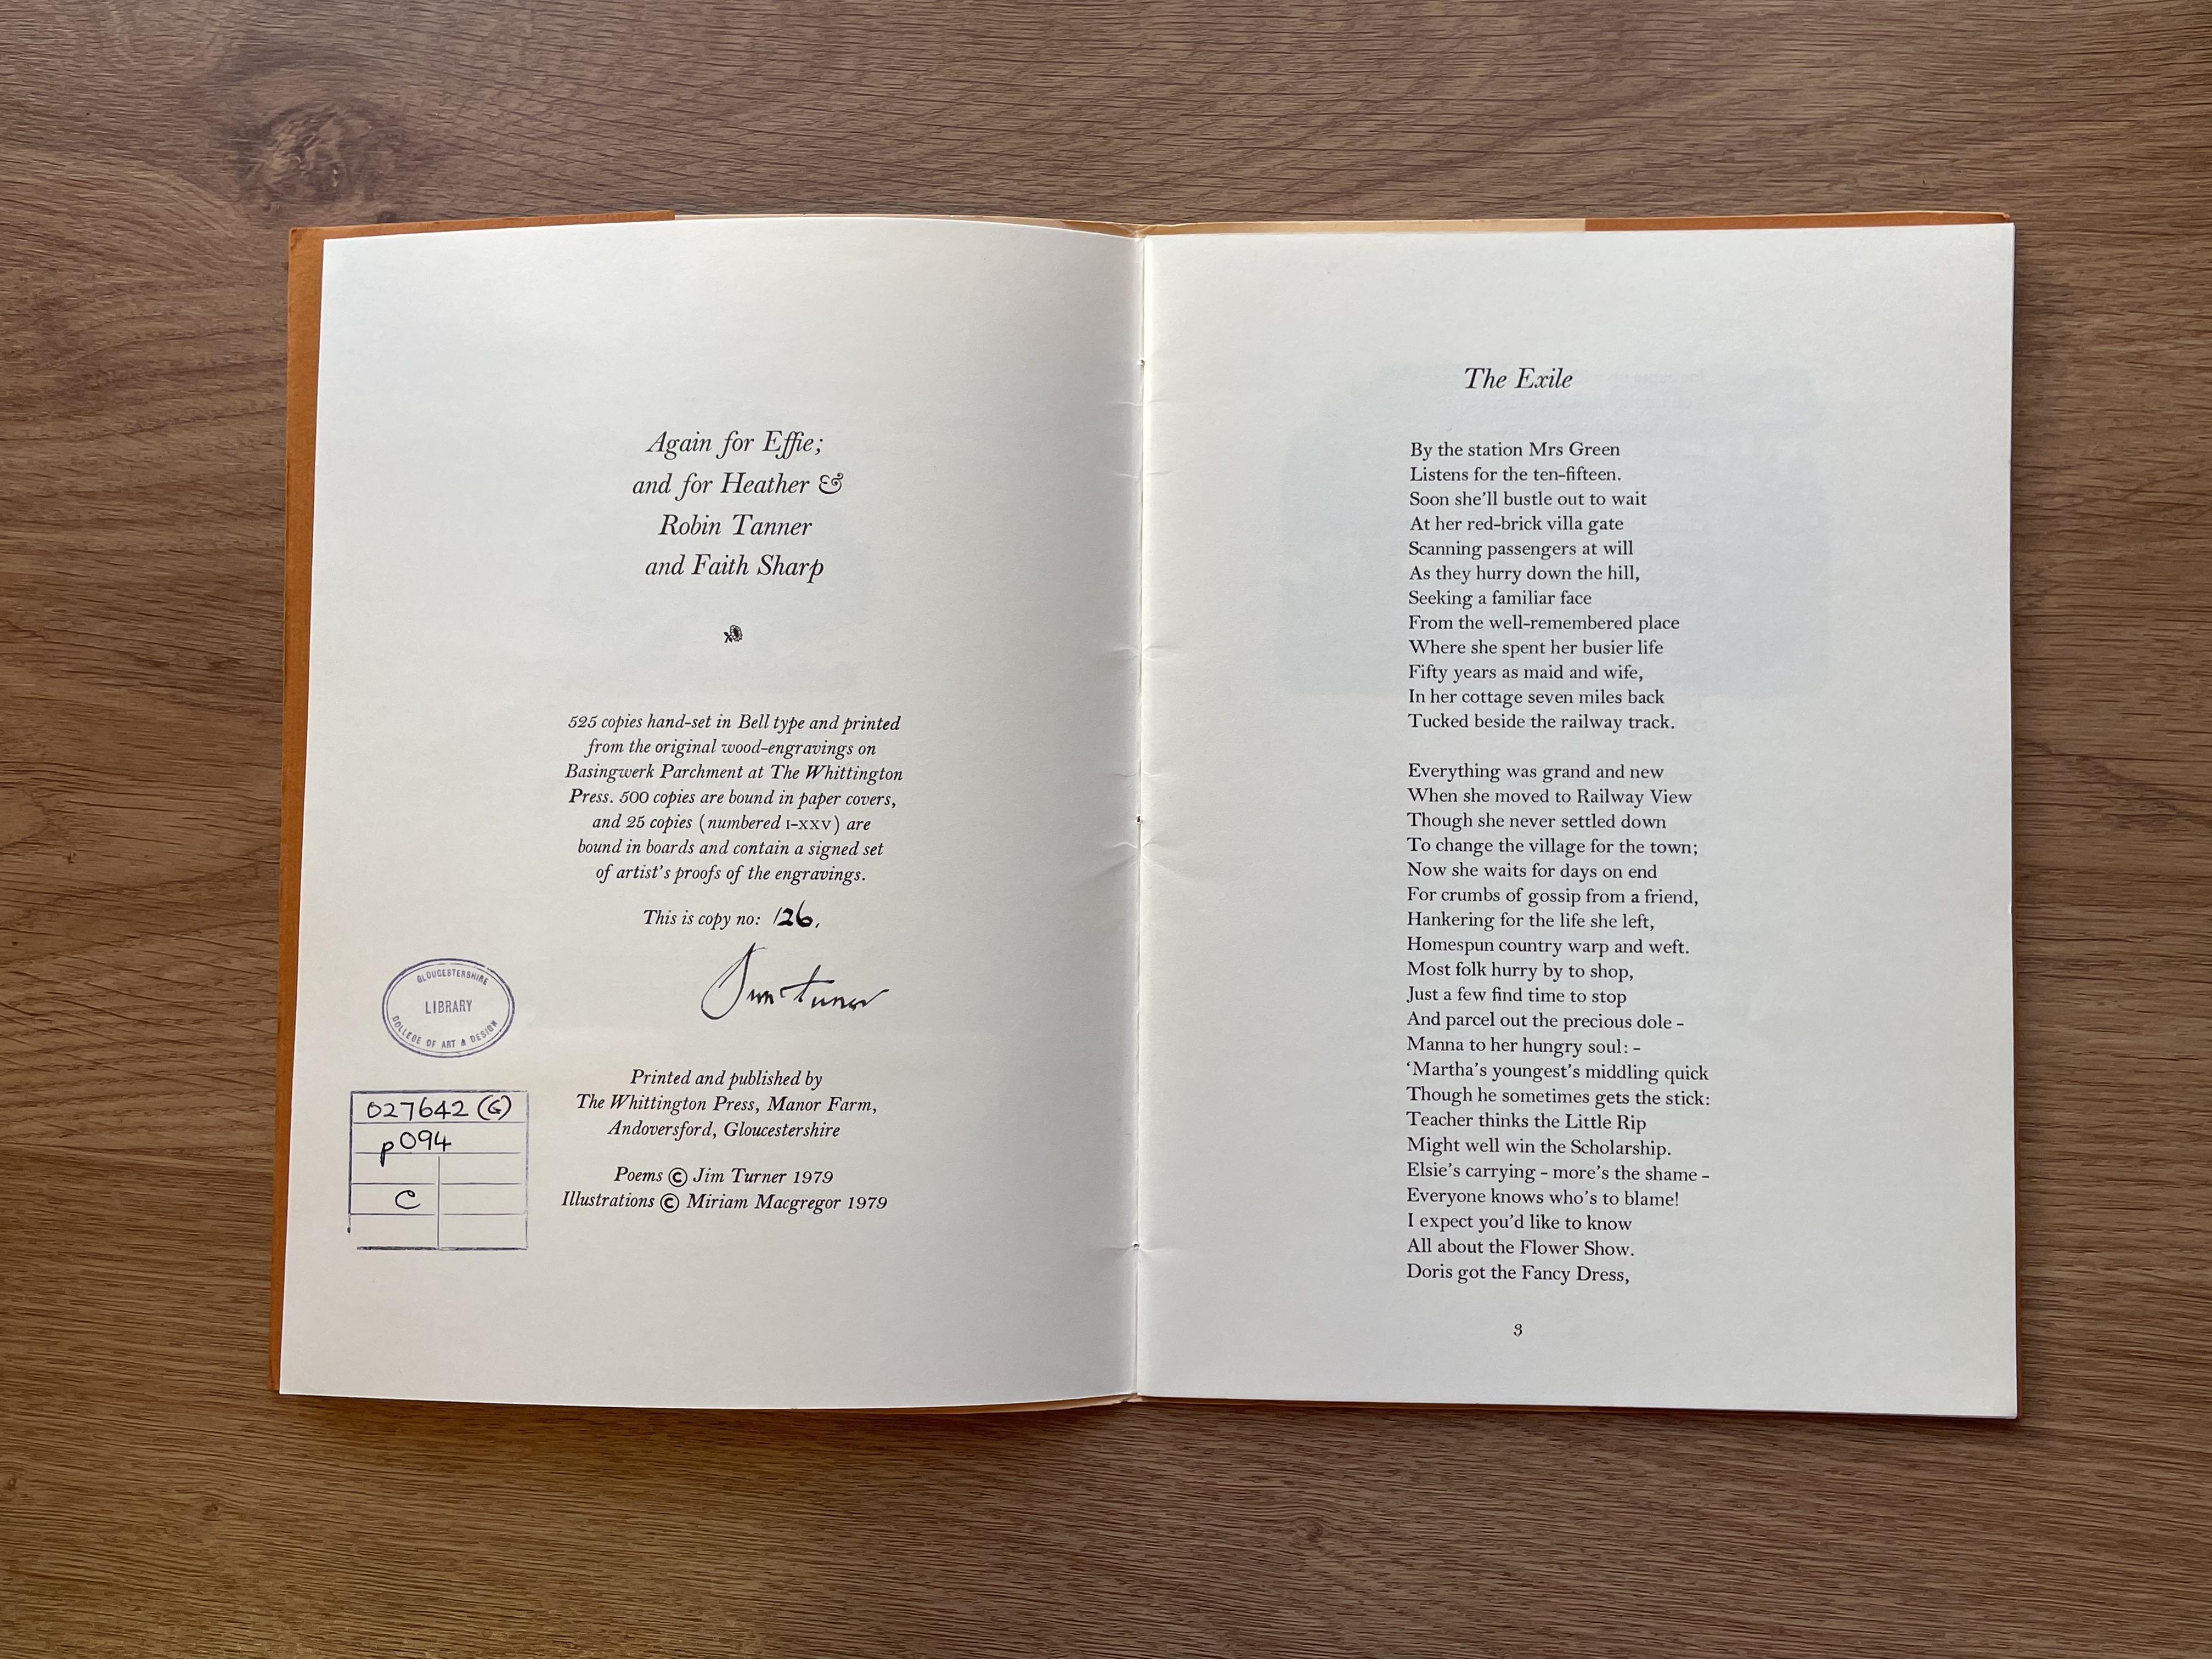 Again for Effie;
and for Heather &
Robin Tanner
and Faith Sharp
525 copies hand-set in Bell type and printed
from the original wood-engravings on
Basingwerk Parchment at The Whittington
Press. 500 copies are bound in paper covers,
and 25 copies (numbered I-XXV) are
bound in boards and contain a signed set
of artist's proofs of the engravings.
This is copy no: 126,
Jim Turner
GLOUCESTERSHIRE
LIBRARY
COLLEGE OF ART & DESIGN
027642 (G)
p094
C
Printed and published by
The Whittington Press, Manor Farm,
Andoversford, Gloucestershire
Poems © Jim Turner 1979
Illustrations © Miriam Macgregor 1979
The Exile
By the station Mrs Green
Listens for the ten-fifteen.
Soon she'll bustle out to wait
At her red-brick villa gate
Scanning passengers at will
As they hurry down the hill,
Seeking a familiar face
From the well-remembered place
Where she spent her busier life
Fifty years as maid and wife,
In her cottage seven miles back
Tucked beside the railway track.
Everything was grand and new
When she moved to Railway View
Though she never settled down
To change the village for the town;
Now she waits for days on end
For crumbs of gossip from a friend,
Hankering for the life she left,
Homespun country warp and weft.
Most folk hurry by to shop,
Just a few find time to stop
And parcel out the precious dole –
Manna to her hungry soul: –
‘Martha's youngest's middling quick
Though he sometimes gets the stick:
Teacher thinks the Little Rip
Might well win the Scholarship.
Elsie's carrying – more's the shame –
Everyone knows who's to blame!
I expect you'd like to know
All about the Flower Show.
Doris got the Fancy Dress,
3